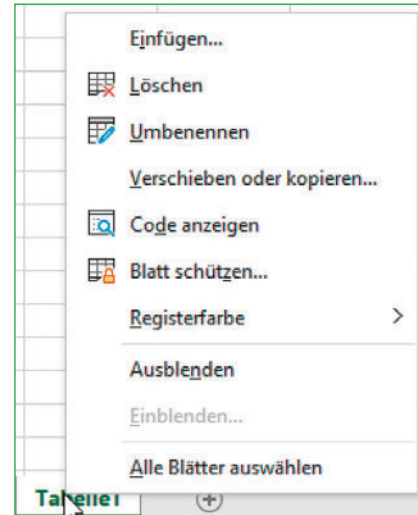 Einfügen...
Löschen
Umbenennen
Verschieben oder kopieren...
Code anzeigen
Blatt schützen...
Registerfarbe
Ausblenden
Einblenden...
Alle Blätter auswählen
Tabelle1